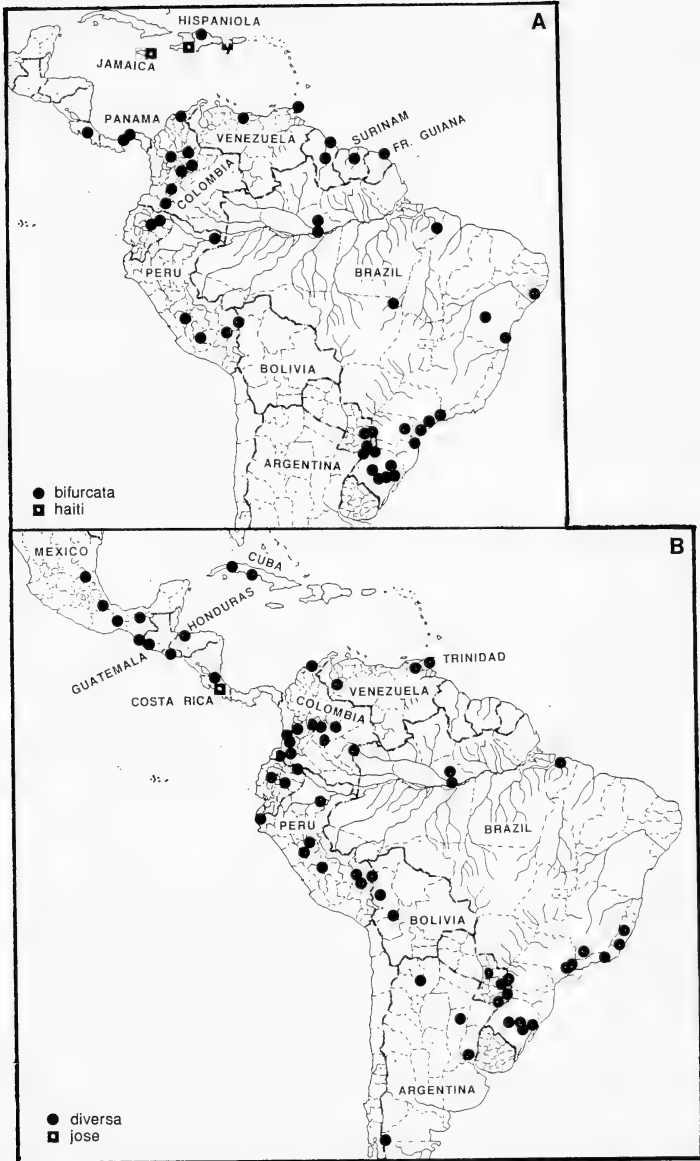 A
HISPANIOLA
JAMAICA
PANAMA
VENEZUELA
SURINAM
FR. GUIANA
COLOMBIA
PERU
BRAZIL
BOLIVIA
ARGENTINA
bifurcata
haiti
B
MEXICO
CUBA
HONDURAS
GUATEMALA
COSTA RICA
TRINIDAD
VENEZUELA
COLOMBIA
PERU
BRAZIL
BOLIVIA
ARGENTINA
diversa
jose